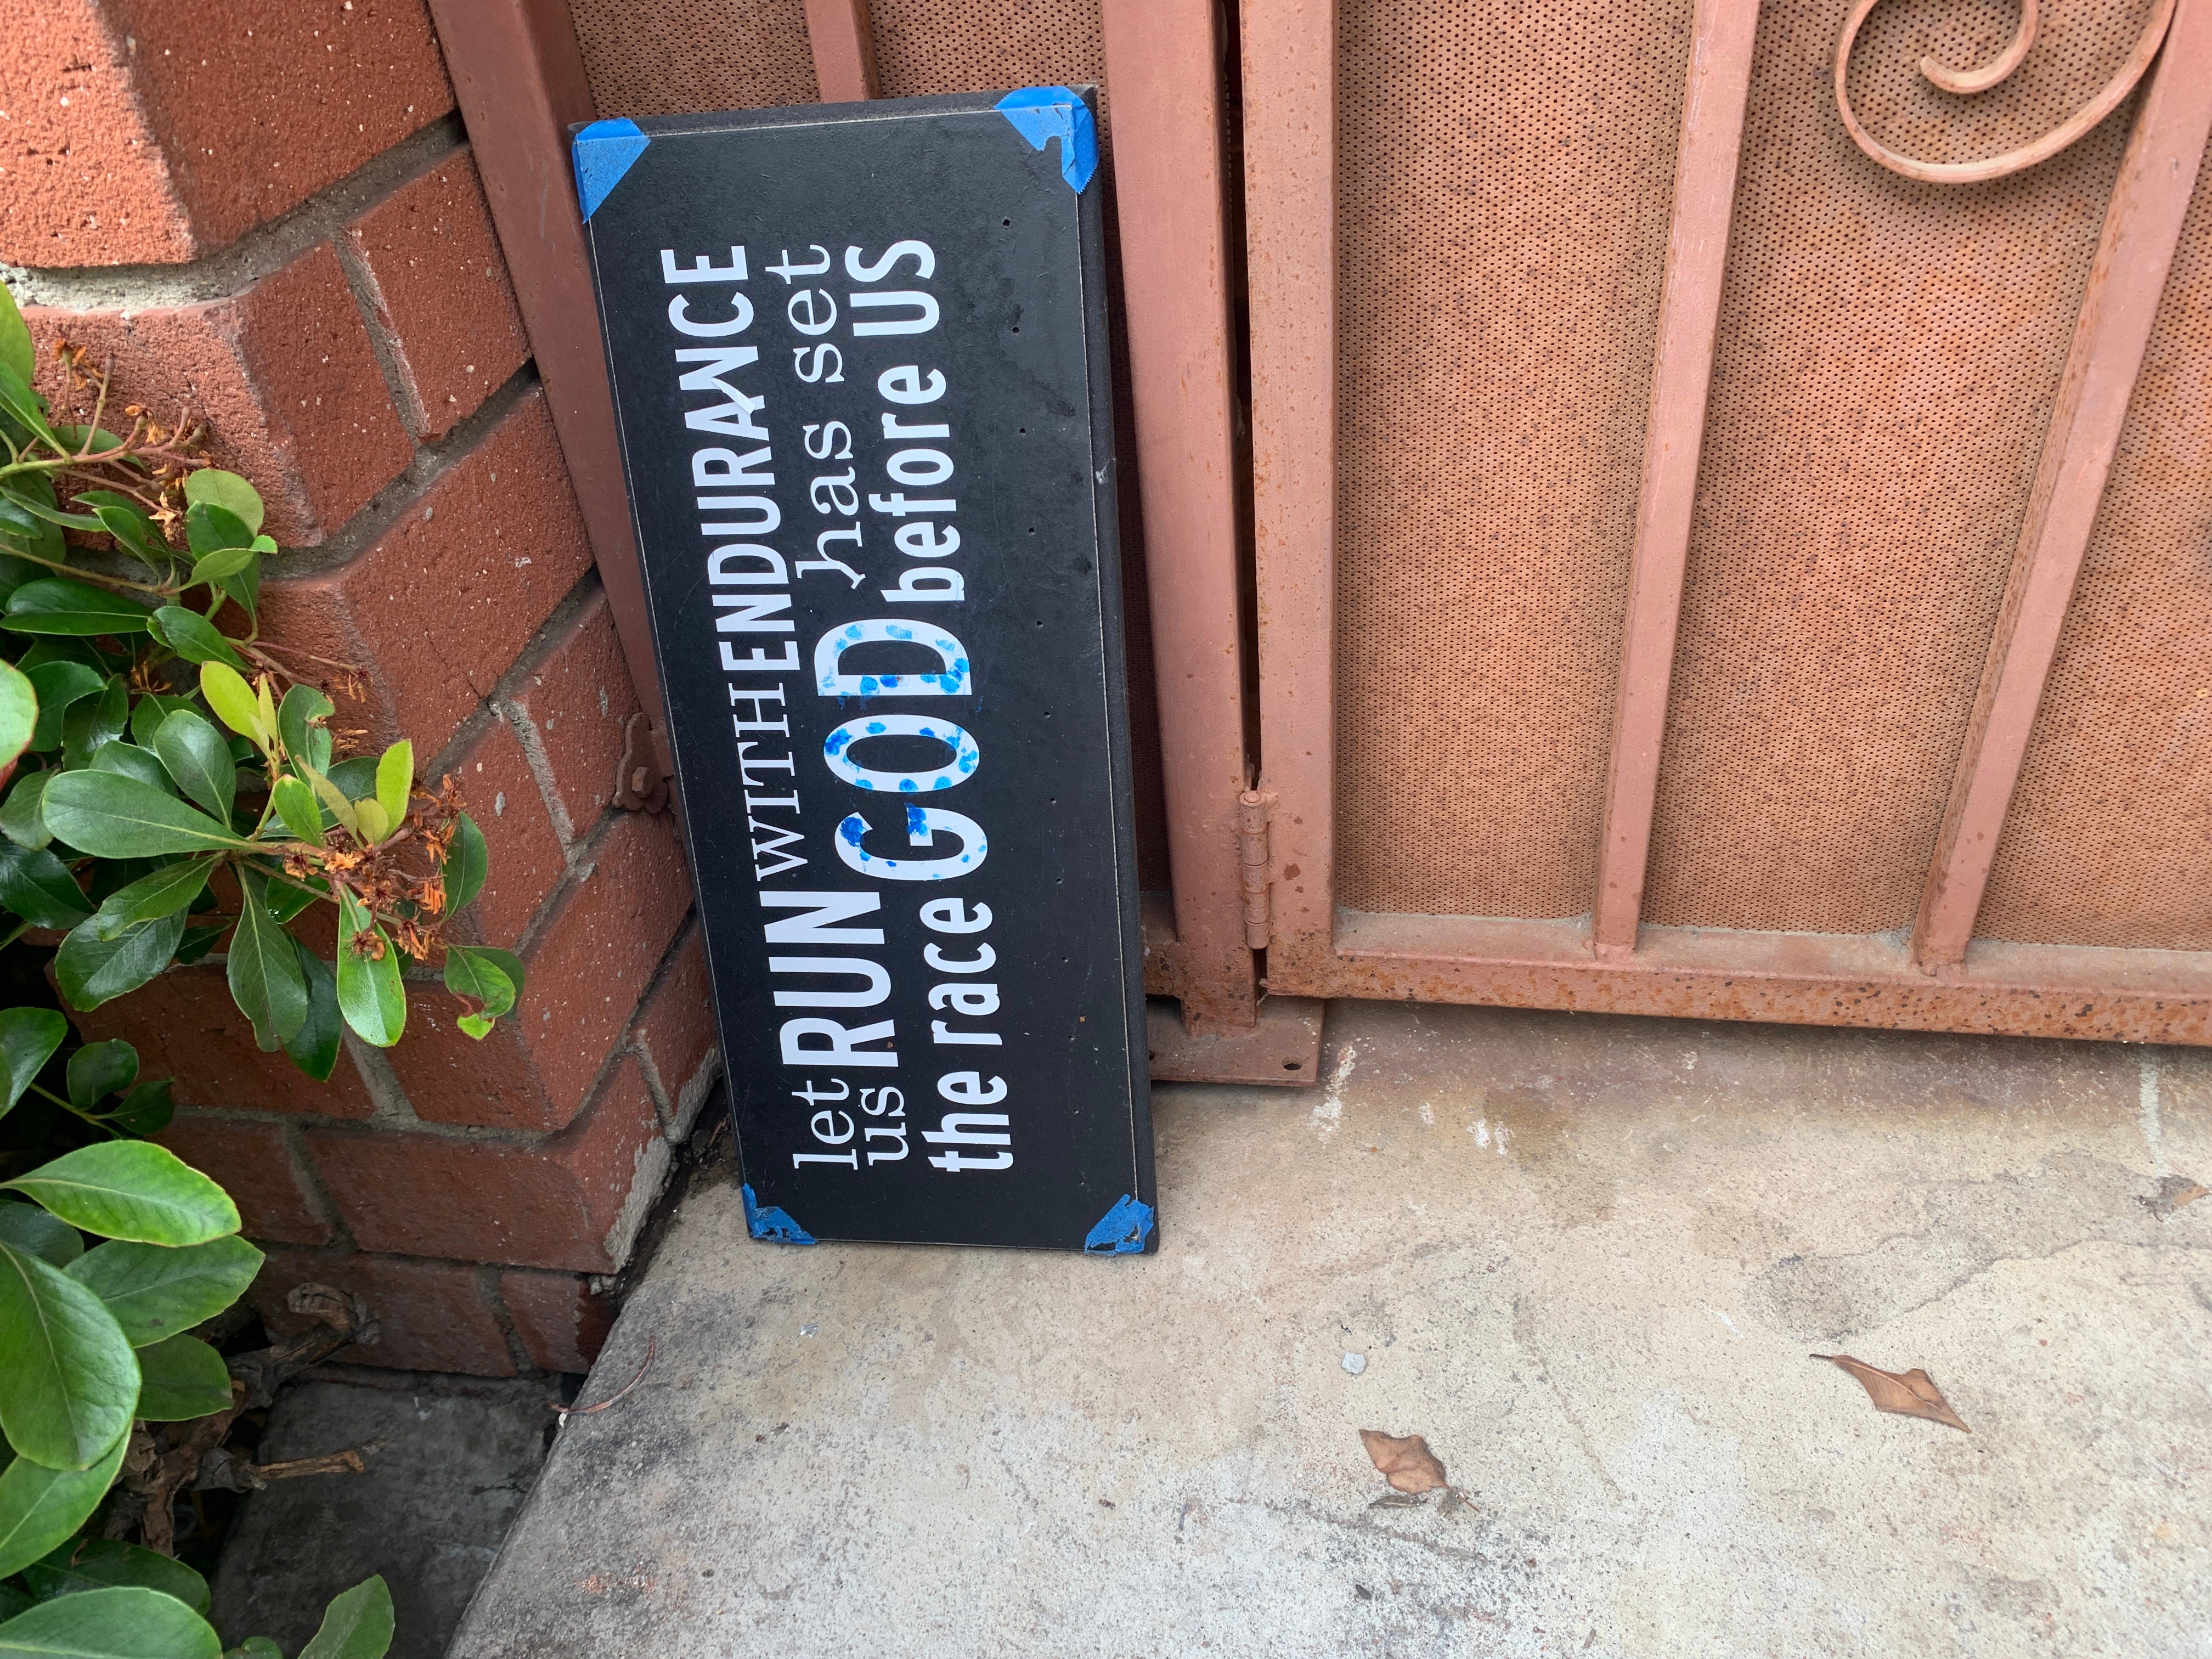 let us RUN WITH ENDURANCE
the race GOD has set before US